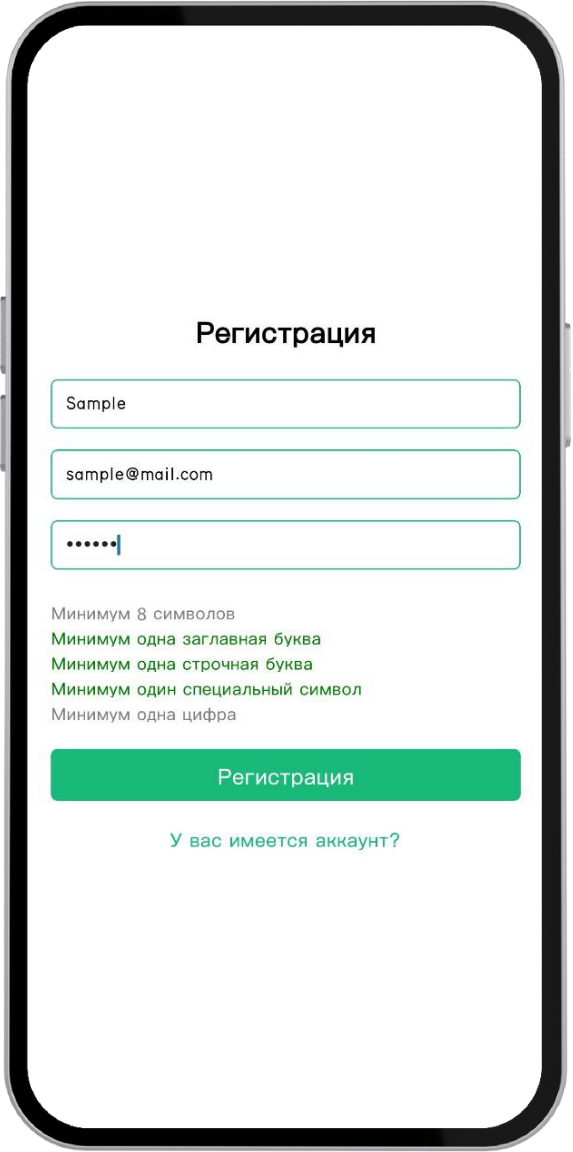 Регистрация
Sample
sample@mail.com
••••••
Минимум 8 символов
Минимум одна заглавная буква
Минимум одна строчная буква
Минимум один специальный символ
Минимум одна цифра
Регистрация
У вас имеется аккаунт?